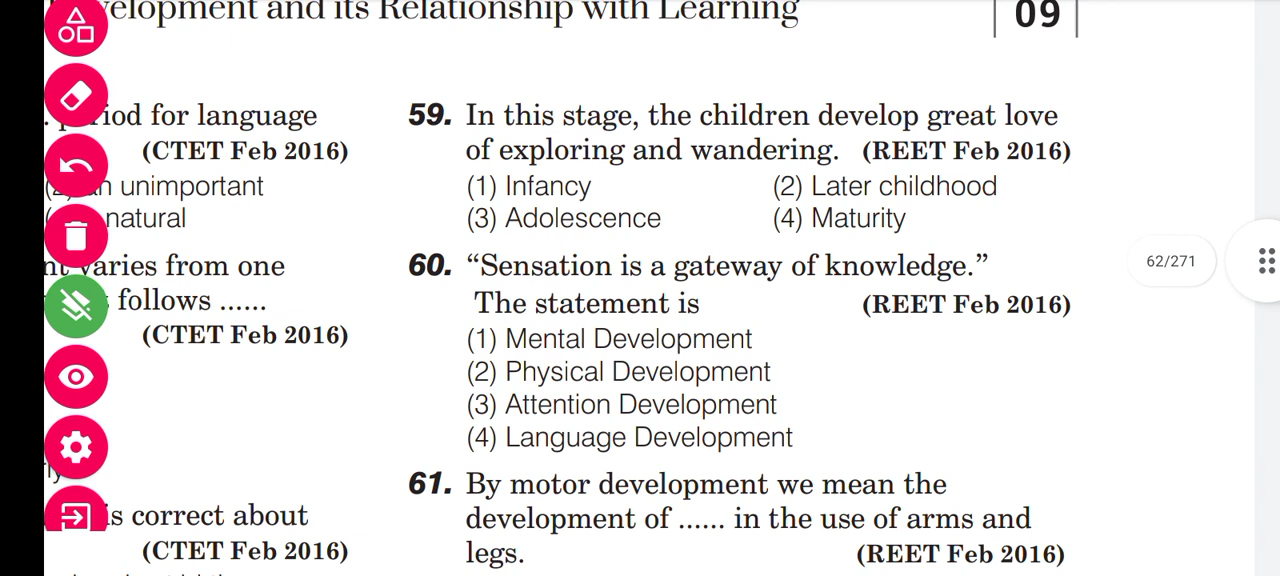 velopment and its Relationship with Learning
09
period for language
(CTET Feb 2016)
unimportant
natural
varies from one
follows ......
(CTET Feb 2016)
is correct about
(CTET Feb 2016)
59. In this stage, the children develop great love
of exploring and wandering. (REET Feb 2016)
(1) Infancy (2) Later childhood
(3) Adolescence (4) Maturity
60. “Sensation is a gateway of knowledge.”
The statement is (REET Feb 2016)
(1) Mental Development
(2) Physical Development
(3) Attention Development
(4) Language Development
61. By motor development we mean the
development of ...... in the use of arms and
legs. (REET Feb 2016)
62/271